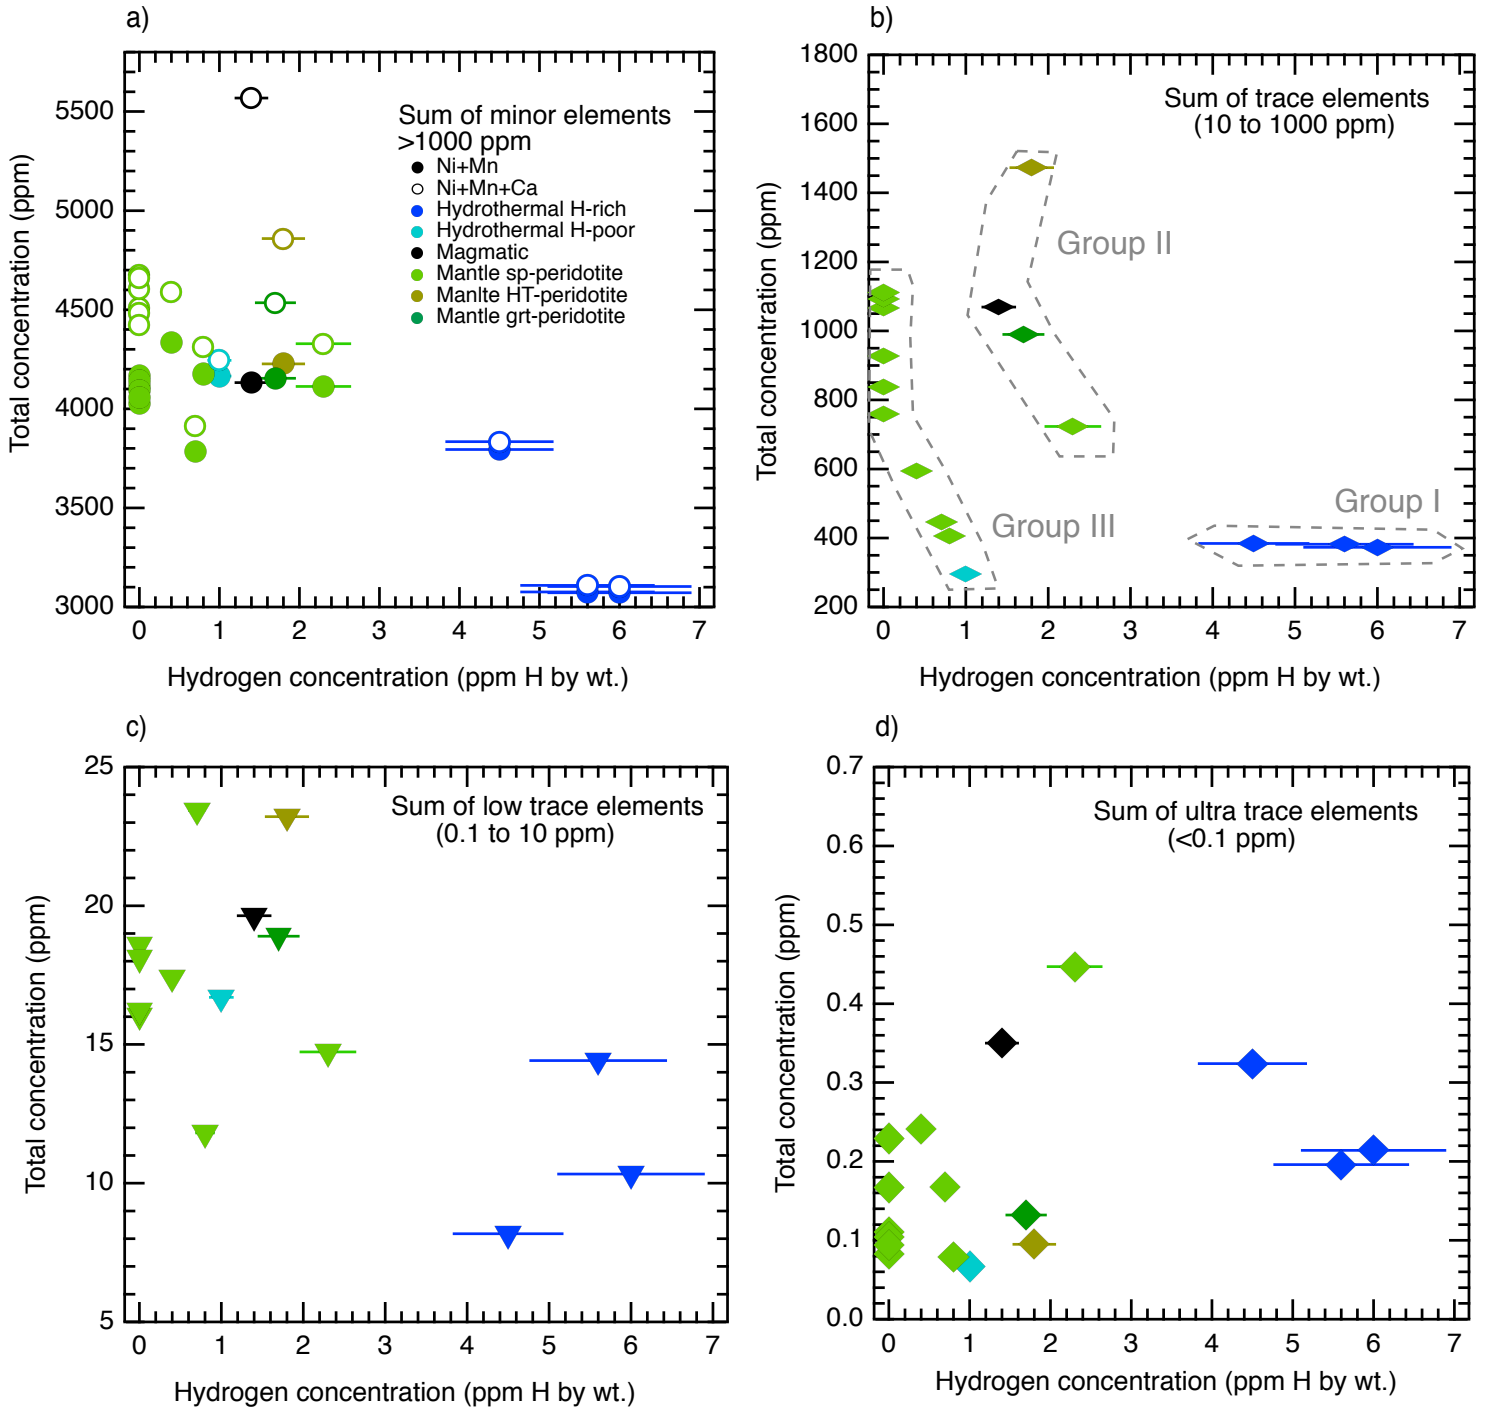 a)
Total concentration (ppm)
5500
5000
4500
4000
3500
3000
Sum of minor elements
>1000 ppm
Ni+Mn
Ni+Mn+Ca
Hydrothermal H-rich
Hydrothermal H-poor
Magmatic
Mantle sp-peridotite
Manlte HT-peridotite
Mantle grt-peridotite
0 1 2 3 4 5 6 7
Hydrogen concentration (ppm H by wt.)
b)
Total concentration (ppm)
1800
1600
1400
1200
1000
800
600
400
200
Sum of trace elements
(10 to 1000 ppm)
Group II
Group I
Group III
0 1 2 3 4 5 6 7
Hydrogen concentration (ppm H by wt.)
c)
Total concentration (ppm)
25
20
15
10
5
Sum of low trace elements
(0.1 to 10 ppm)
0 1 2 3 4 5 6 7
Hydrogen concentration (ppm H by wt.)
d)
Total concentration (ppm)
0.7
0.6
0.5
0.4
0.3
0.2
0.1
0.0
Sum of ultra trace elements
(<0.1 ppm)
0 1 2 3 4 5 6 7
Hydrogen concentration (ppm H by wt.)